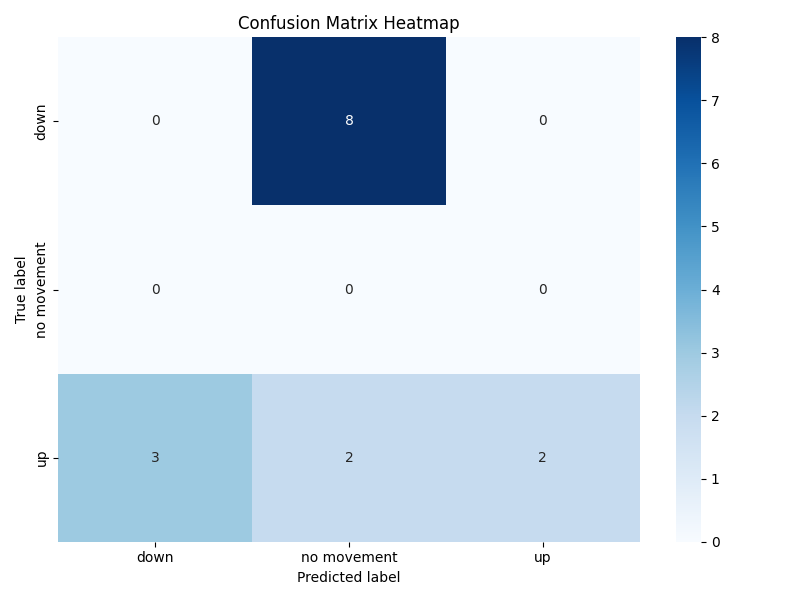 Confusion Matrix Heatmap
True label
down
no movement
up
0 8 0
0 0 0
3 2 2
down no movement up
Predicted label
8
7
6
5
4
3
2
1
0